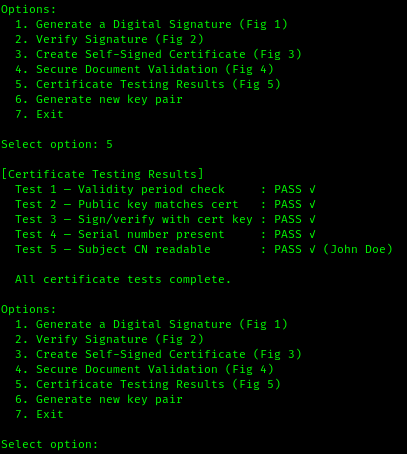 Options:
  1. Generate a Digital Signature (Fig 1)
  2. Verify Signature (Fig 2)
  3. Create Self-Signed Certificate (Fig 3)
  4. Secure Document Validation (Fig 4)
  5. Certificate Testing Results (Fig 5)
  6. Generate new key pair
  7. Exit
Select option: 5
[Certificate Testing Results]
  Test 1 — Validity period check     : PASS √
  Test 2 — Public key matches cert   : PASS √
  Test 3 — Sign/verify with cert key : PASS √
  Test 4 — Serial number present     : PASS √
  Test 5 — Subject CN readable       : PASS √ (John Doe)
  All certificate tests complete.
Options:
  1. Generate a Digital Signature (Fig 1)
  2. Verify Signature (Fig 2)
  3. Create Self-Signed Certificate (Fig 3)
  4. Secure Document Validation (Fig 4)
  5. Certificate Testing Results (Fig 5)
  6. Generate new key pair
  7. Exit
Select option: